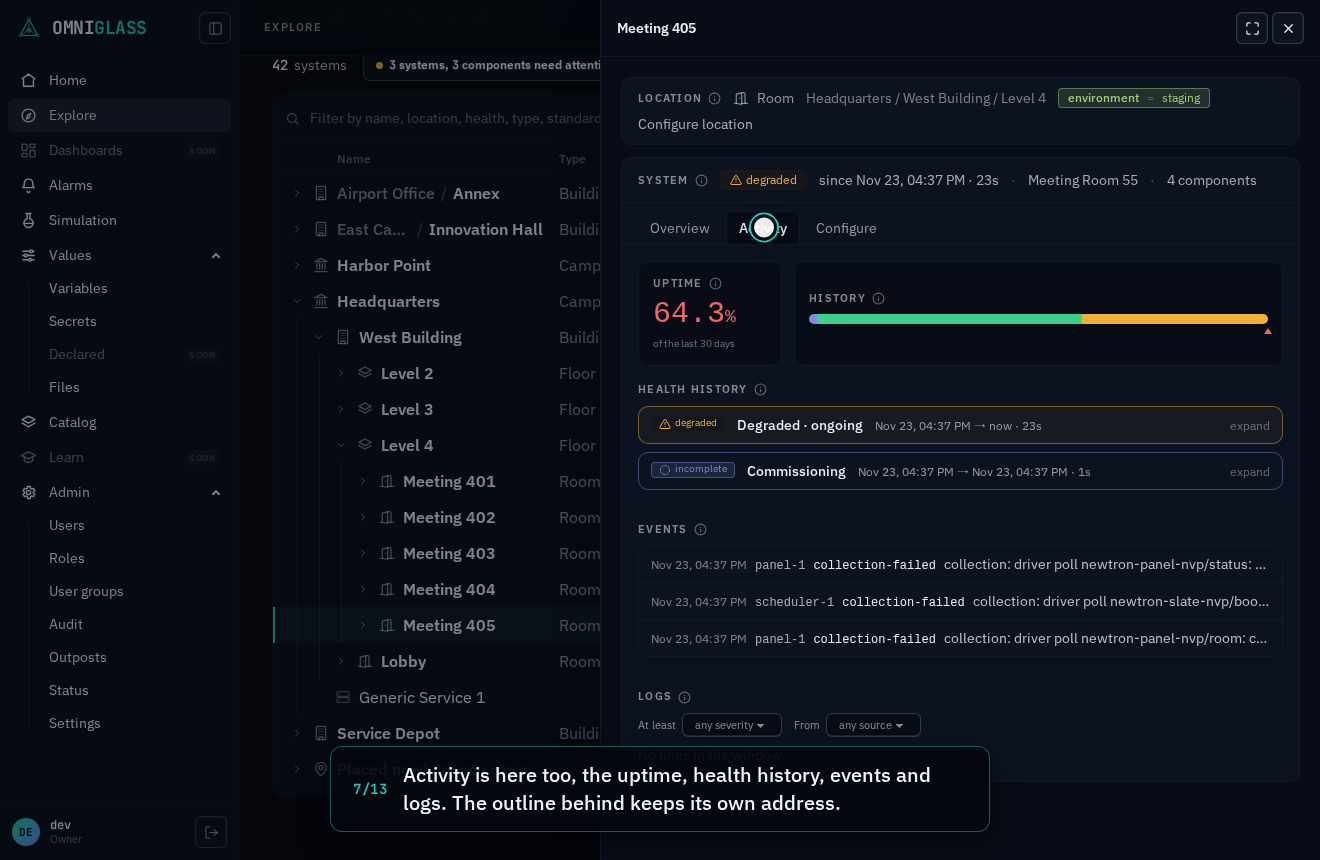 OMNIGLASS
Home
Explore
Dashboards SOON
Alarms
Simulation
Values
Variables
Secrets
Declared SOON
Files
Catalog
Learn SOON
Admin
Users
Roles
User groups
Audit
Outposts
Status
Settings
DE dev
Owner
EXPLORE
42 systems
3 systems, 3 components need attenti
Filter by name, location, health, type, standard
Name Type
Airport Office / Annex Buildi
East Ca... / Innovation Hall Buildi
Harbor Point Camp
Headquarters Camp
West Building Buildi
Level 2 Floor
Level 3 Floor
Level 4 Floor
Meeting 401 Room
Meeting 402 Room
Meeting 403 Room
Meeting 404 Room
Meeting 405 Room
Lobby Room
Generic Service 1
Service Depot Buildi
Meeting 405
LOCATION Room Headquarters / West Building / Level 4 environment = staging
Configure location
SYSTEM degraded since Nov 23, 04:37 PM · 23s · Meeting Room 55 · 4 components
Overview Activity Configure
UPTIME
64.3%
of the last 30 days
HISTORY
HEALTH HISTORY
degraded Degraded · ongoing Nov 23, 04:37 PM → now · 23s expand
incomplete Commissioning Nov 23, 04:37 PM → Nov 23, 04:37 PM · 1s expand
EVENTS
Nov 23, 04:37 PM panel-1 collection-failed collection: driver poll newtron-panel-nvp/status: ...
Nov 23, 04:37 PM scheduler-1 collection-failed collection: driver poll newtron-slate-nvp/boo...
Nov 23, 04:37 PM panel-1 collection-failed collection: driver poll newtron-panel-nvp/room: c...
LOGS
At least any severity From any source
No lines in the window.
7/13 Activity is here too, the uptime, health history, events and
logs. The outline behind keeps its own address.